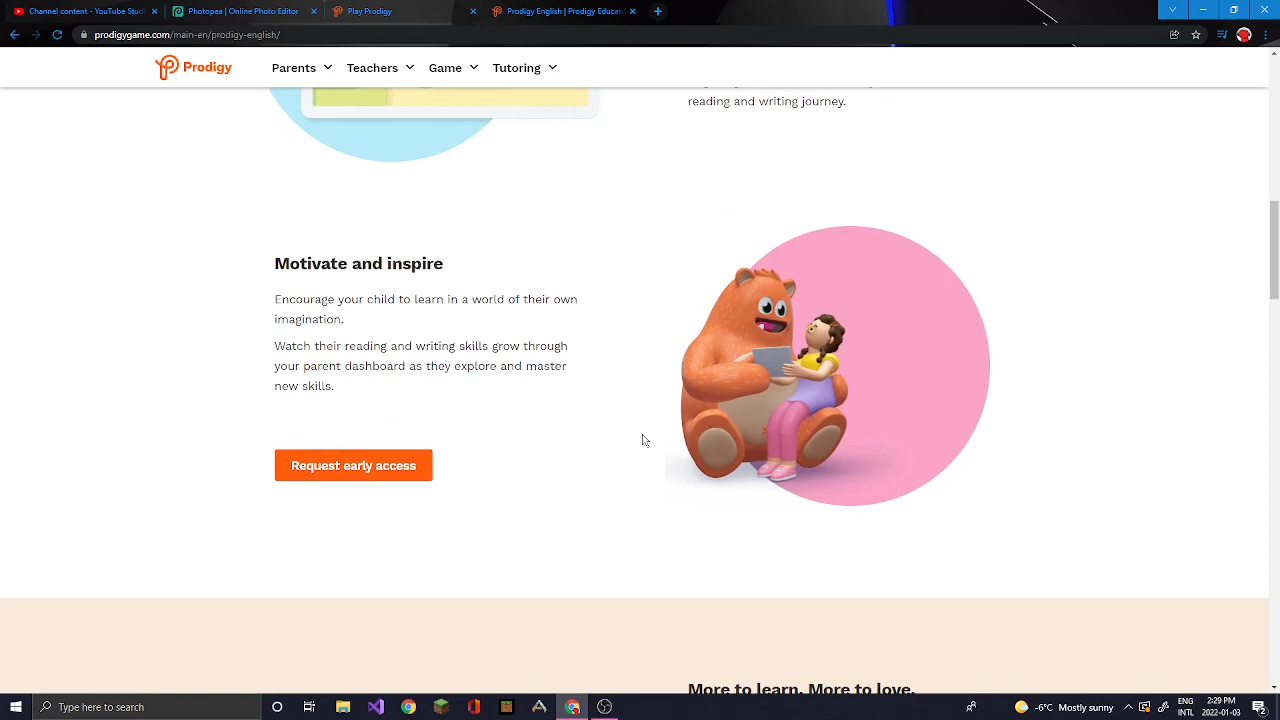 Channel content - YouTube Stud
Photopea | Online Photo Editor
Play Prodigy
Prodigy English | Prodigy Educat
prodigygame.com/main-en/prodigy-english/
Prodigy
Parents
Teachers
Game
Tutoring
reading and writing journey.
Motivate and inspire
Encourage your child to learn in a world of their own
imagination.
Watch their reading and writing skills grow through
your parent dashboard as they explore and master
new skills.
Request early access
More to learn. More to love.
Type here to search
-6°C Mostly sunny
ENG
INTL
2:29 PM
2022-01-03